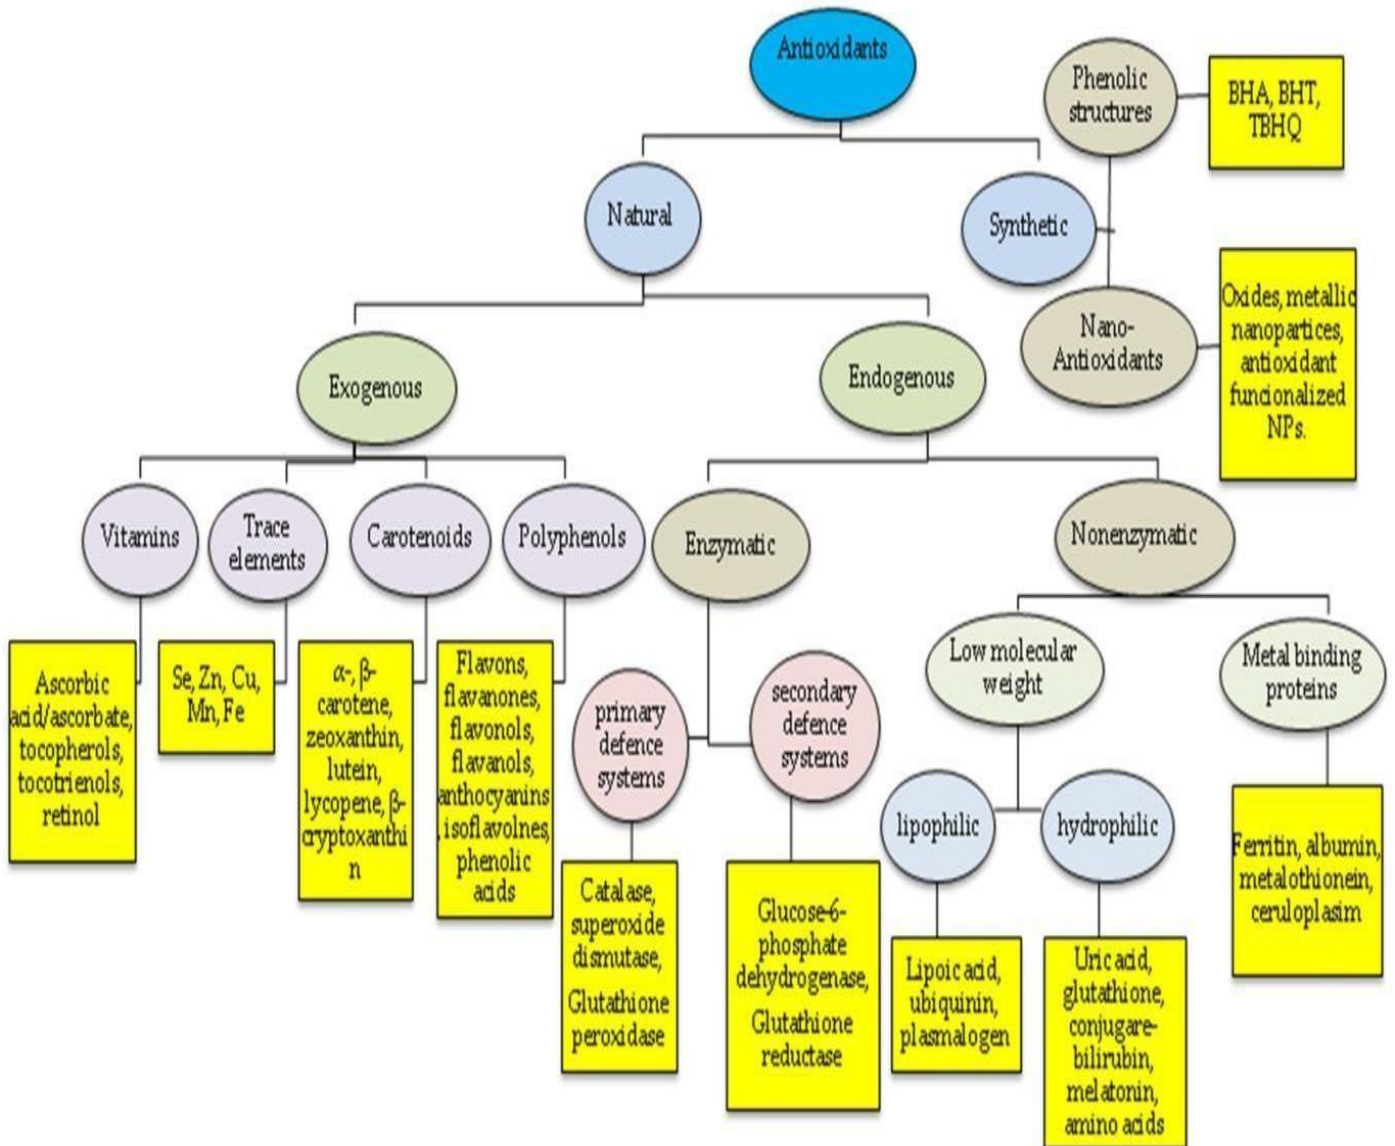 Antioxidants
Phenolic
structures
BHA, BHT,
TBHQ
Natural
Synthetic
Nano-
Antioxidants
Oxides, metallic
nanopartices,
antioxidant
funcionalized
NPs.
Exogenous
Endogenous
Vitamins
Trace
elements
Carotenoids
Polyphenols
Enzymatic
Nonenzymatic
Ascorbic
acid/ascorbate,
tocopherols,
tocotrienols,
retinol
Se, Zn, Cu,
Mn, Fe
α-, β-
carotene,
zeoxanthin,
lutein,
lycopene, β-
cryptoxanthi
n
Flavons,
flavanones,
flavonols,
flavanols,
anthocyanins
, isoflavolnes,
phenolic
acids
primary
defence
systems
secondary
defence
systems
Low molecular
weight
Metal binding
proteins
lipophilic
hydrophilic
Catalase,
superoxide
dismutase,
Glutathione
peroxidase
Glucose-6-
phosphate
dehydrogenase,
Glutathione
reductase
Lipoic acid,
ubiquinin,
plasmalogen
Uric acid,
glutathione,
conjugare-
bilirubin,
melatonin,
amino acids
Ferritin, albumin,
metalothionein,
ceruloplasim